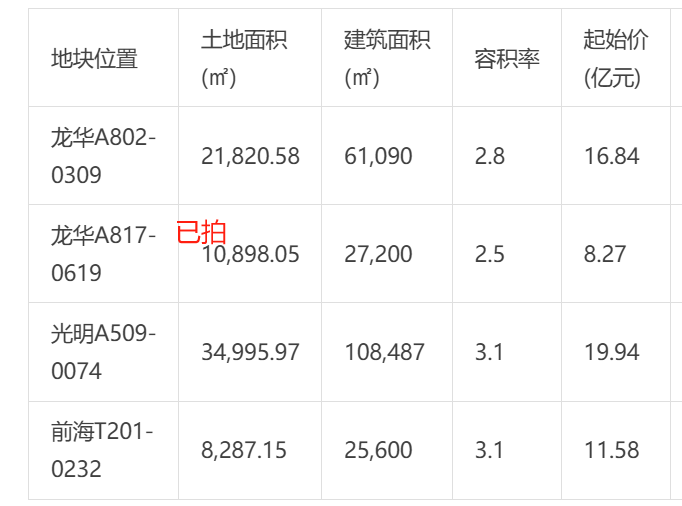 地块位置
土地面积
(㎡)
建筑面积
(㎡)
容积率
起始价
(亿元)
龙华A802-
0309
21,820.58
61,090
2.8
16.84
龙华A817-
0619
已拍
10,898.05
27,200
2.5
8.27
光明A509-
0074
34,995.97
108,487
3.1
19.94
前海T201-
0232
8,287.15
25,600
3.1
11.58